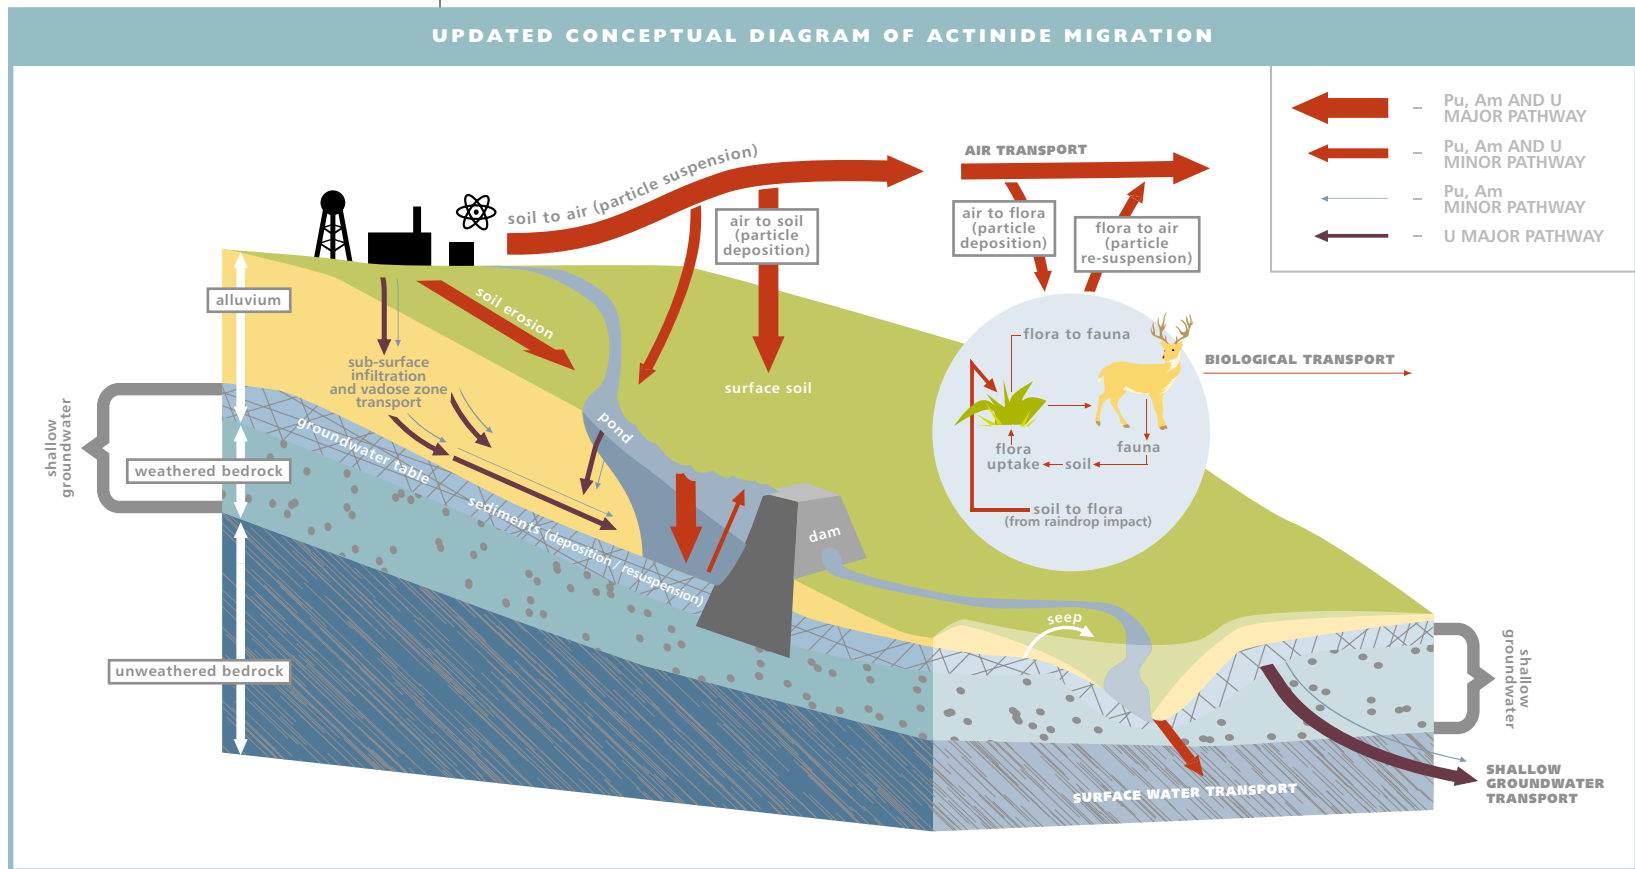 UPDATED CONCEPTUAL DIAGRAM OF ACTINIDE MIGRATION
– Pu, Am AND U
MAJOR PATHWAY
– Pu, Am AND U
MINOR PATHWAY
– Pu, Am
MINOR PATHWAY
– U MAJOR PATHWAY
soil to air (particle suspension)
AIR TRANSPORT
air to soil
(particle
deposition)
air to flora
(particle
deposition)
flora to air
(particle
re-suspension)
alluvium
soil erosion
sub-surface
infiltration
and vadose zone
transport
surface soil
flora to fauna
BIOLOGICAL TRANSPORT
shallow
groundwater
weathered bedrock
groundwater table
pond
flora
uptake
soil
fauna
soil to flora
(from raindrop impact)
sediments (deposition / resuspension)
dam
seep
unweathered bedrock
shallow
groundwater
SURFACE WATER TRANSPORT
SHALLOW
GROUNDWATER
TRANSPORT